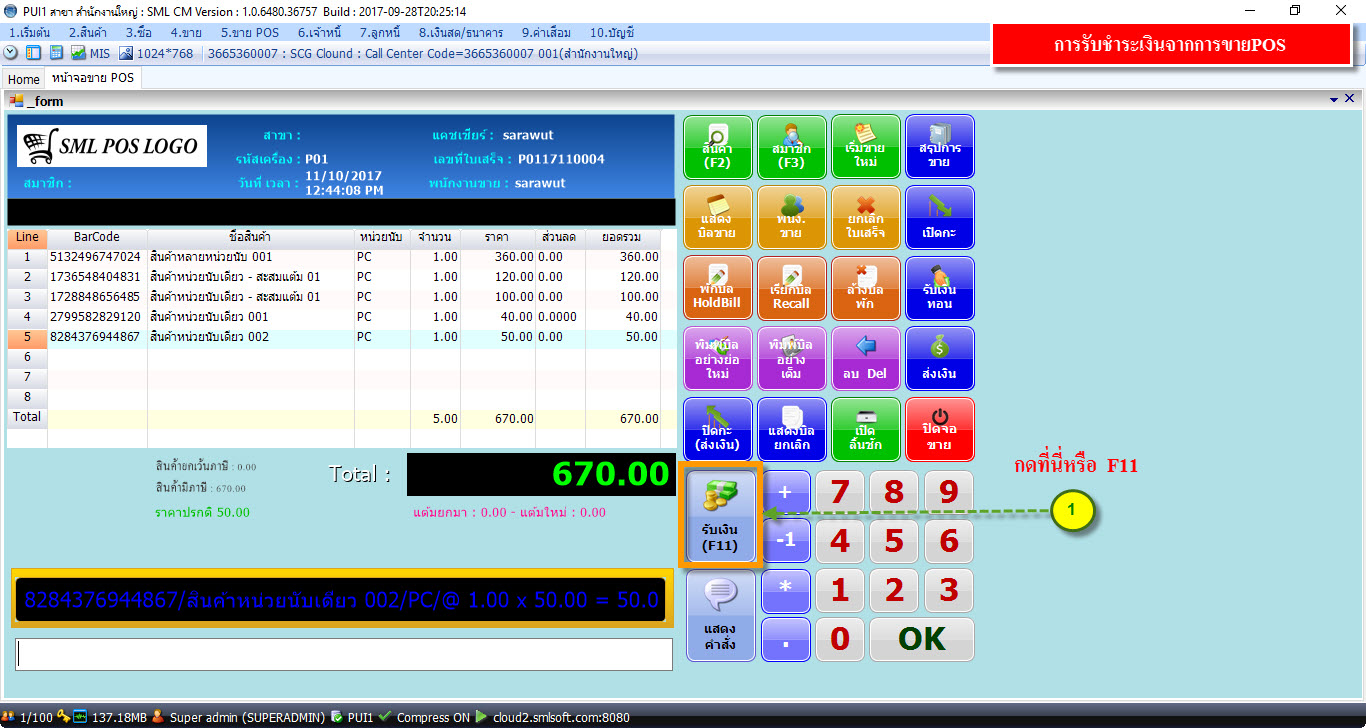 PUI1 สาขา สำนักงานใหญ่ : SML CM Version : 1.0.6480.36757 Build : 2017-09-28T20:25:14
1.เริ่มต้น 2.สินค้า 3.ซื้อ 4.ขาย 5.ขาย POS 6.เจ้าหนี้ 7.ลูกหนี้ 8.เงินสด/ธนาคาร 9.ค่าเสื่อม 10.บัญชี
MIS 1024*768 3665360007 : SCG Clound : Call Center Code=3665360007 001(สำนักงานใหญ่)
การรับชำระเงินจากการขายPOS
Home หน้าจอขาย POS
_form
SML POS LOGO
สาขา :
แคชเชียร์ : sarawut
รหัสเครื่อง : P01
เลขที่ใบเสร็จ : P0117110004
สมาชิก :
วันที่ เวลา : 11/10/2017
12:44:08 PM
พนักงานขาย : sarawut
Line BarCode ชื่อสินค้า หน่วยนับ จำนวน ราคา ส่วนลด ยอดรวม
1 5132496747024 สินค้าหลายหน่วยนับ 001 PC 1.00 360.00 0.00 360.00
2 1736548404831 สินค้าหน่วยนับเดียว - สะสมแต้ม 01 PC 1.00 120.00 0.00 120.00
3 1728848656485 สินค้าหน่วยนับเดียว - สะสมแต้ม 01 PC 1.00 100.00 0.00 100.00
4 2799582829120 สินค้าหน่วยนับเดียว 001 PC 1.00 40.00 0.0000 40.00
5 8284376944867 สินค้าหน่วยนับเดียว 002 PC 1.00 50.00 0.00 50.00
6
7
8
Total 5.00 670.00 670.00
สินค้ายกเว้นภาษี : 0.00
สินค้ามีภาษี : 670.00
ราคาปรกติ 50.00
Total : 670.00
แต้มยกมา : 0.00 - แต้มใหม่ : 0.00
8284376944867/สินค้าหน่วยนับเดียว 002/PC/@ 1.00 x 50.00 = 50.0
สินค้า
(F2)
สมาชิก
(F3)
เริ่มขาย
ใหม่
สรุปการ
ขาย
แสดง
บิลขาย
พนง.
ขาย
ยกเลิก
ใบเสร็จ
เปิดกะ
พักบิล
HoldBill
เรียกบิล
Recall
ล้างบิล
พัก
รับเงิน
ทอน
พิมพ์บิล
อย่างย่อ
ใหม่
พิมพ์บิล
อย่าง
เต็ม
ลบ Del
ส่งเงิน
ปิดกะ
(ส่งเงิน)
แสดงบิล
ยกเลิก
เปิด
ลิ้นชัก
ปิดจอ
ขาย
รับเงิน
(F11)
+ 7 8 9
-1 4 5 6
แสดง
คำสั่ง
* 1 2 3
. 0 OK
กดที่นี่หรือ F11
1
1/100 137.18MB Super admin (SUPERADMIN) PUI1 Compress ON cloud2.smlsoft.com:8080